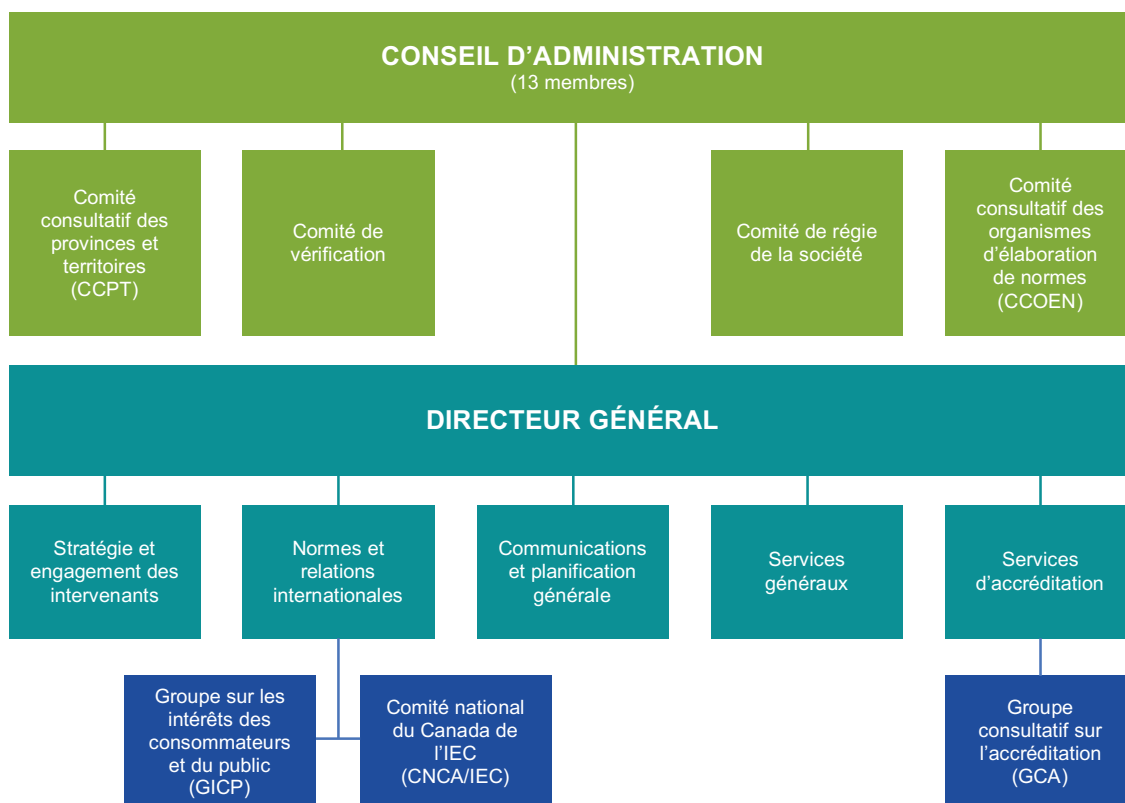 CONSEIL D’ADMINISTRATION
(13 membres)
Comité
consultatif des
provinces et
territoires
(CCPT)
Comité de
vérification
Comité de régie
de la société
Comité
consultatif des
organismes
d’élaboration
de normes
(CCOEN)
DIRECTEUR GÉNÉRAL
Stratégie et
engagement des
intervenants
Normes et
relations
internationales
Communications
et planification
générale
Services
généraux
Services
d’accréditation
Groupe sur les
intérêts des
consommateurs
et du public
(GICP)
Comité national
du Canada de
l’IEC
(CNCA/IEC)
Groupe
consultatif sur
l’accréditation
(GCA)